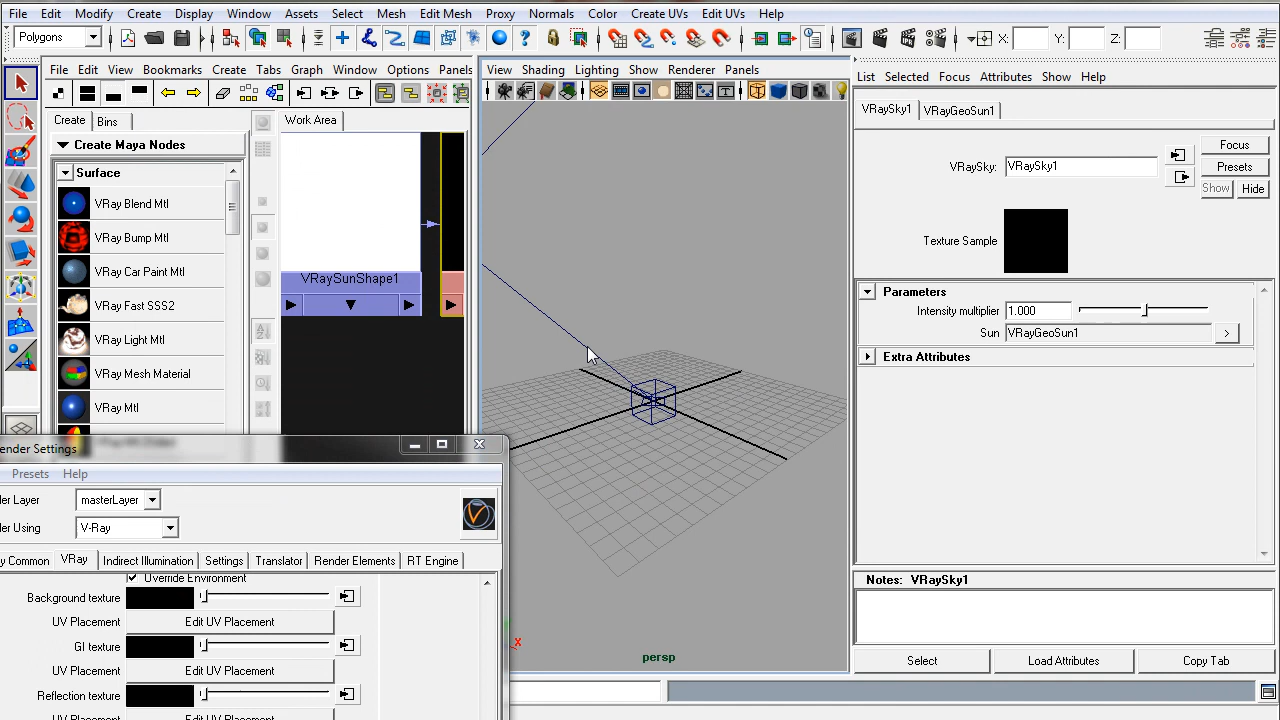 File Edit Modify Create Display Window Assets Select Mesh Edit Mesh Proxy Normals Color Create UVs Edit UVs Help
Polygons X: Y: Z:
File Edit View Bookmarks Create Tabs Graph Window Options Panels
View Shading Lighting Show Renderer Panels
List Selected Focus Attributes Show Help
Create Bins
Work Area
VRaySky1 VRayGeoSun1
Create Maya Nodes
Surface
VRay Blend Mtl
VRay Bump Mtl
VRay Car Paint Mtl
VRay Fast SSS2
VRay Light Mtl
VRay Mesh Material
VRay Mtl
VRaySunShape1
VRaySky: VRaySky1
Focus
Presets
Show Hide
Texture Sample
Parameters
Intensity multiplier 1.000
Sun VRayGeoSun1
Extra Attributes
Notes: VRaySky1
Select Load Attributes Copy Tab
persp
x
ender Settings
Presets Help
der Layer masterLayer
der Using V-Ray
y Common VRay Indirect Illumination Settings Translator Render Elements RT Engine
Override Environment
Background texture
UV Placement Edit UV Placement
GI texture
UV Placement Edit UV Placement
Reflection texture
UV Placement Edit UV Placement